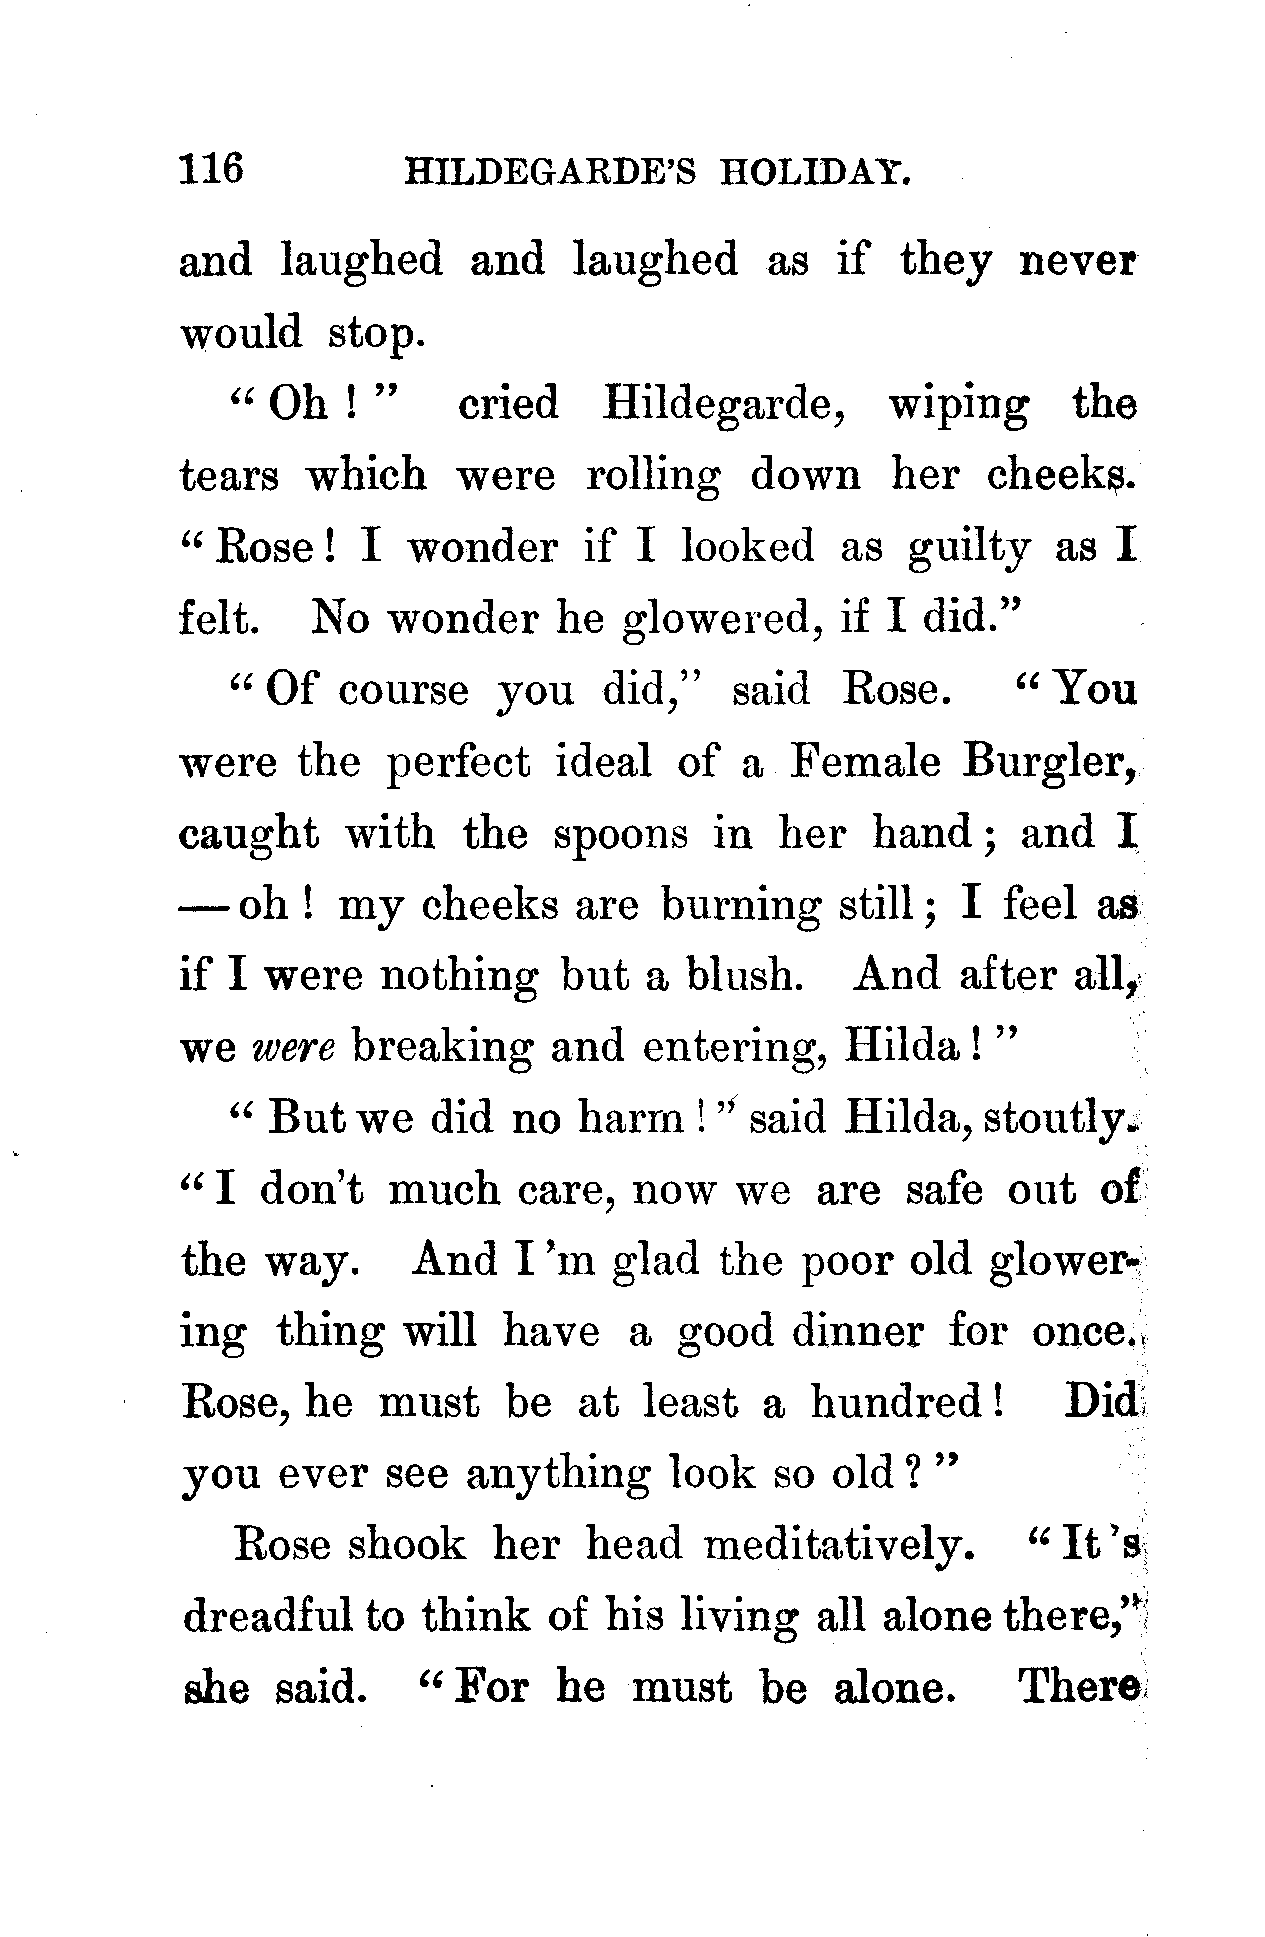 116 HILDEGARDE'S HOLIDAY.
and laughed and laughed as if they never
would stop.
“ Oh ! ” cried Hildegarde, wiping the
tears which were rolling down her cheeks.
“ Rose ! I wonder if I looked as guilty as I
felt. No wonder he glowered, if I did.”
“ Of course you did,” said Rose. “ You
were the perfect ideal of a Female Burgler,
caught with the spoons in her hand ; and I
— oh ! my cheeks are burning still ; I feel as
if I were nothing but a blush. And after all,
we were breaking and entering, Hilda ! ”
“ But we did no harm ! ” said Hilda, stoutly.
“ I don't much care, now we are safe out of
the way. And I 'm glad the poor old glower-
ing thing will have a good dinner for once.
Rose, he must be at least a hundred ! Did
you ever see anything look so old ? ”
Rose shook her head meditatively. “ It 's
dreadful to think of his living all alone there,”
she said. “ For he must be alone. There